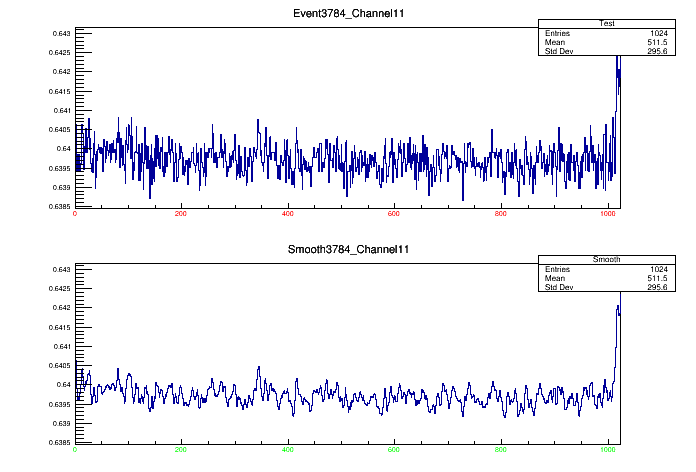 Event3784_Channel11
Test
Entries 1024
Mean 511.5
Std Dev 295.6
0.643
0.6425
0.642
0.6415
0.641
0.6405
0.64
0.6395
0.639
0.6385
0 200 400 600 800 1000
Smooth3784_Channel11
Smooth
Entries 1024
Mean 511.5
Std Dev 295.6
0.643
0.6425
0.642
0.6415
0.641
0.6405
0.64
0.6395
0.639
0.6385
0 200 400 600 800 1000